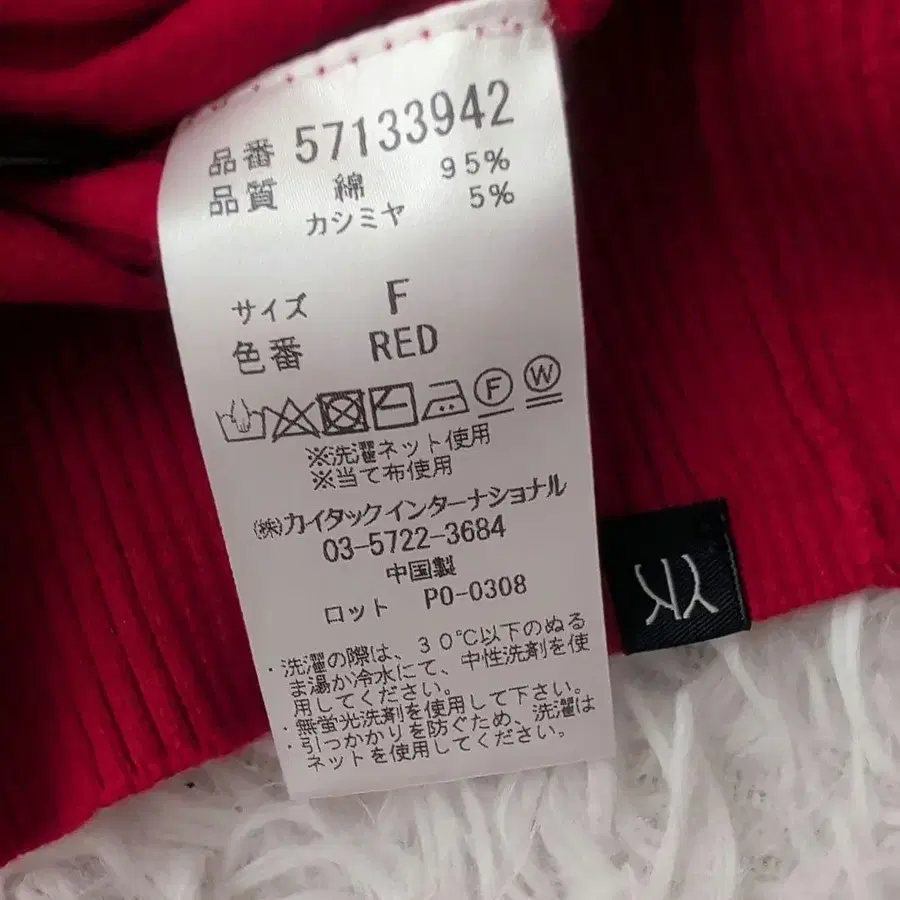 品番 57133942
品質 綿 95%
カシミヤ 5%
サイズ F
色番 RED
F W
※洗濯ネット使用
※当て布使用
(株)カイタックインターナショナル
03-5722-3684
中国製
ロット PO-0308
・洗濯の際は、30℃以下のぬる
ま湯か冷水にて、中性洗剤を使
用してください。
・無蛍光洗剤を使用して下さい。
・引っかかりを防ぐため、洗濯は
ネットを使用してください。